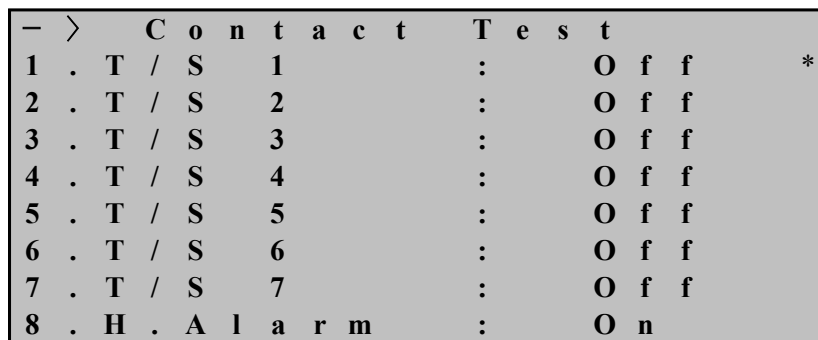 —〉 Contact Test
1.T/S 1 : Off *
2.T/S 2 : Off
3.T/S 3 : Off
4.T/S 4 : Off
5.T/S 5 : Off
6.T/S 6 : Off
7.T/S 7 : Off
8.H.Alarm : On